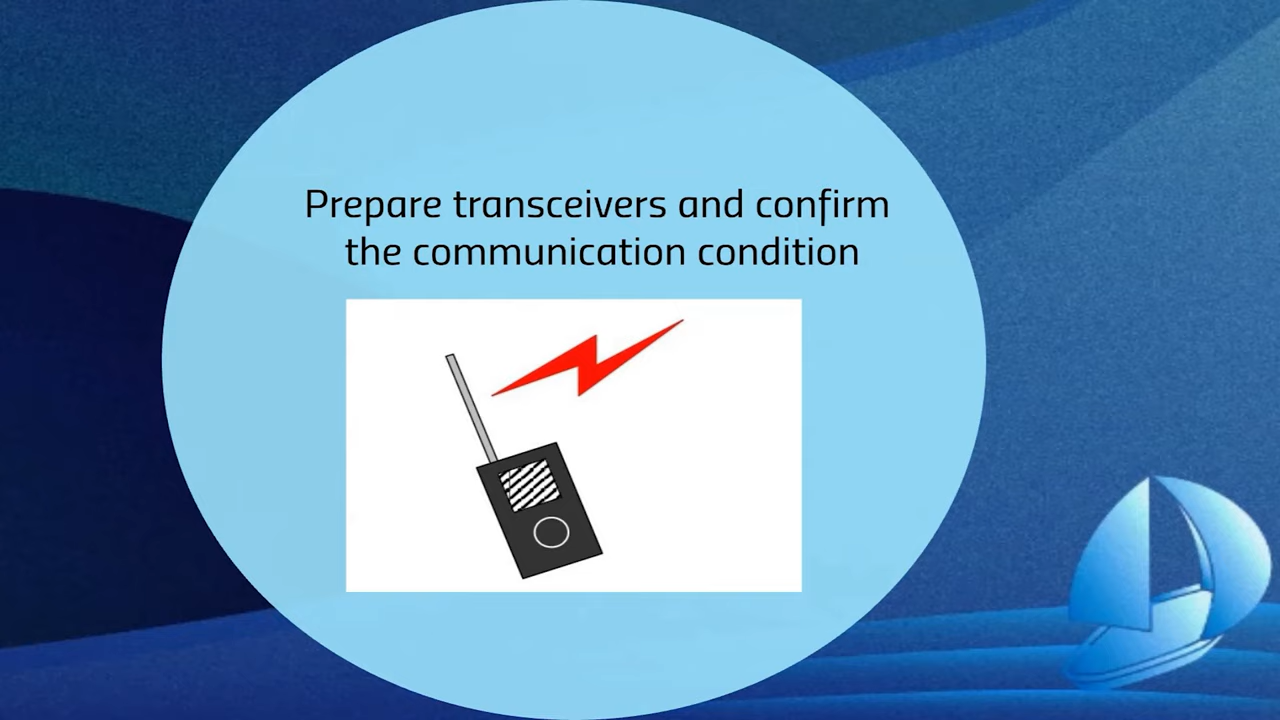 Prepare transceivers and confirm
the communication condition